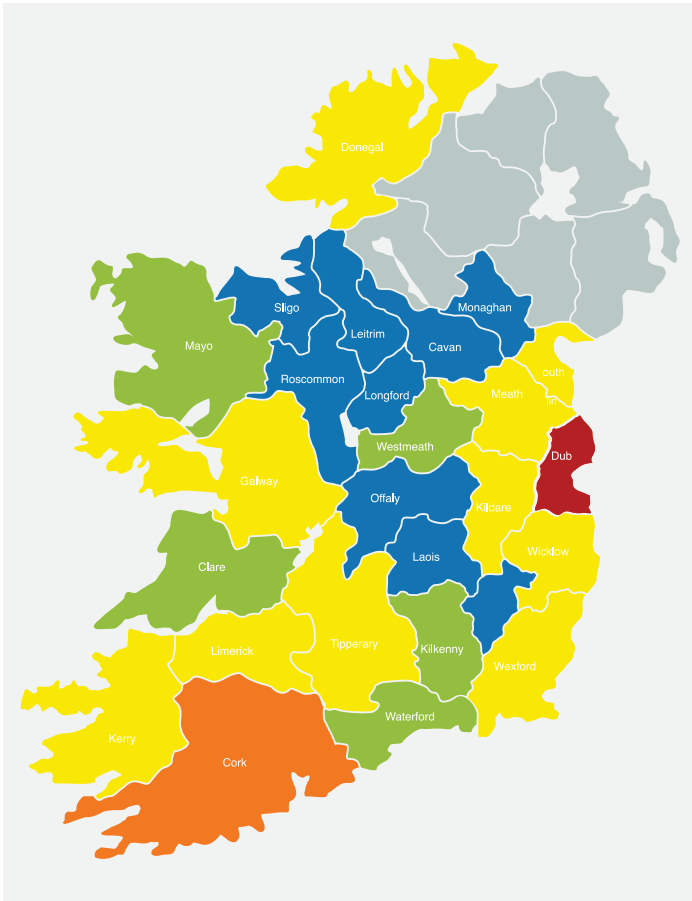 Donegal
Sligo
Monaghan
Leitrim
Mayo
Cavan
Roscommon
outh
Longford
Meath
lin
Westmeath
Dub
Galway
Offaly
Kildare
Wicklow
Laois
Clare
Tipperary
Kilkenny
Limerick
Wexford
Waterford
Kerry
Cork